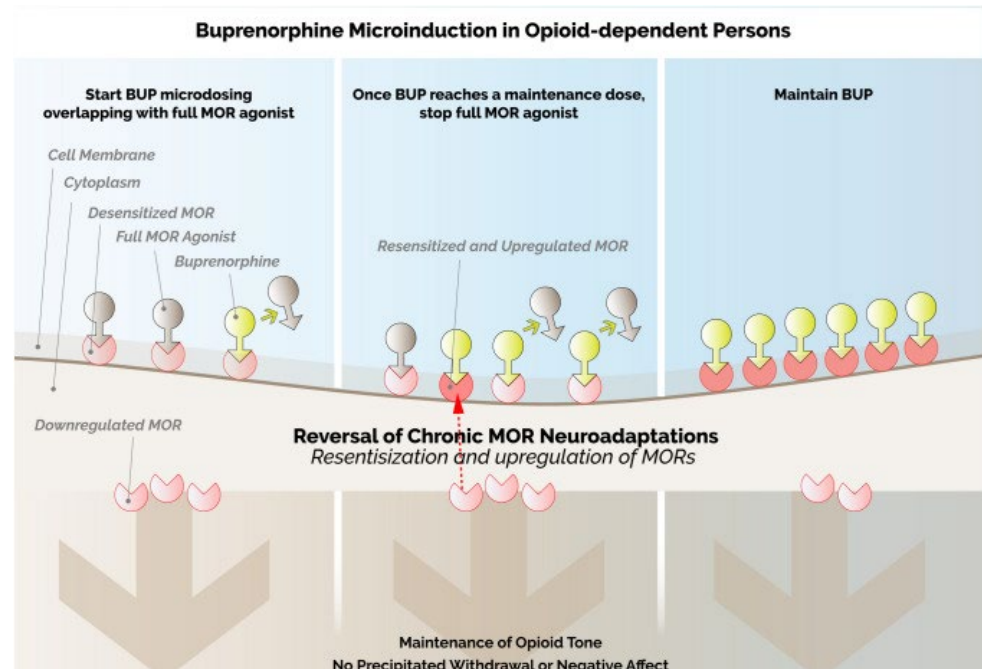 Buprenorphine Microinduction in Opioid-dependent Persons
Start BUP microdosing
overlapping with full MOR agonist
Cell Membrane
Cytoplasm
Desensitized MOR
Full MOR Agonist
Buprenorphine
Downregulated MOR
Once BUP reaches a maintenance dose,
stop full MOR agonist
Resensitized and Upregulated MOR
Maintain BUP
Reversal of Chronic MOR Neuroadaptations
Resentisization and upregulation of MORs
Maintenance of Opioid Tone
No Precipitated Withdrawal or Negative Affect